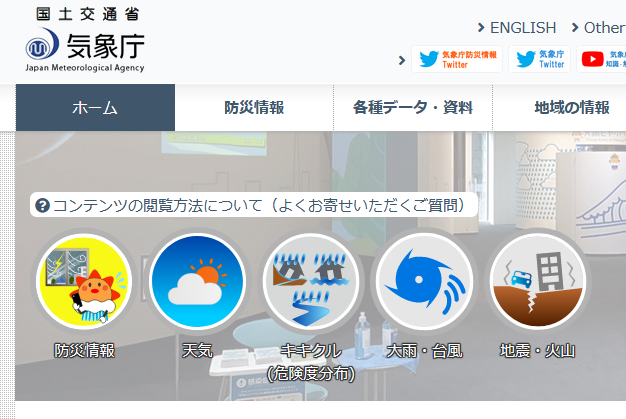 国土交通省
気象庁
Japan Meteorological Agency
ENGLISH
Other
気象庁防災情報
Twitter
気象庁
Twitter
ホーム
防災情報
各種データ・資料
地域の情報
コンテンツの閲覧方法について（よくお寄せいただくご質問）
防災情報
天気
キキクル
(危険度分布)
大雨・台風
地震・火山